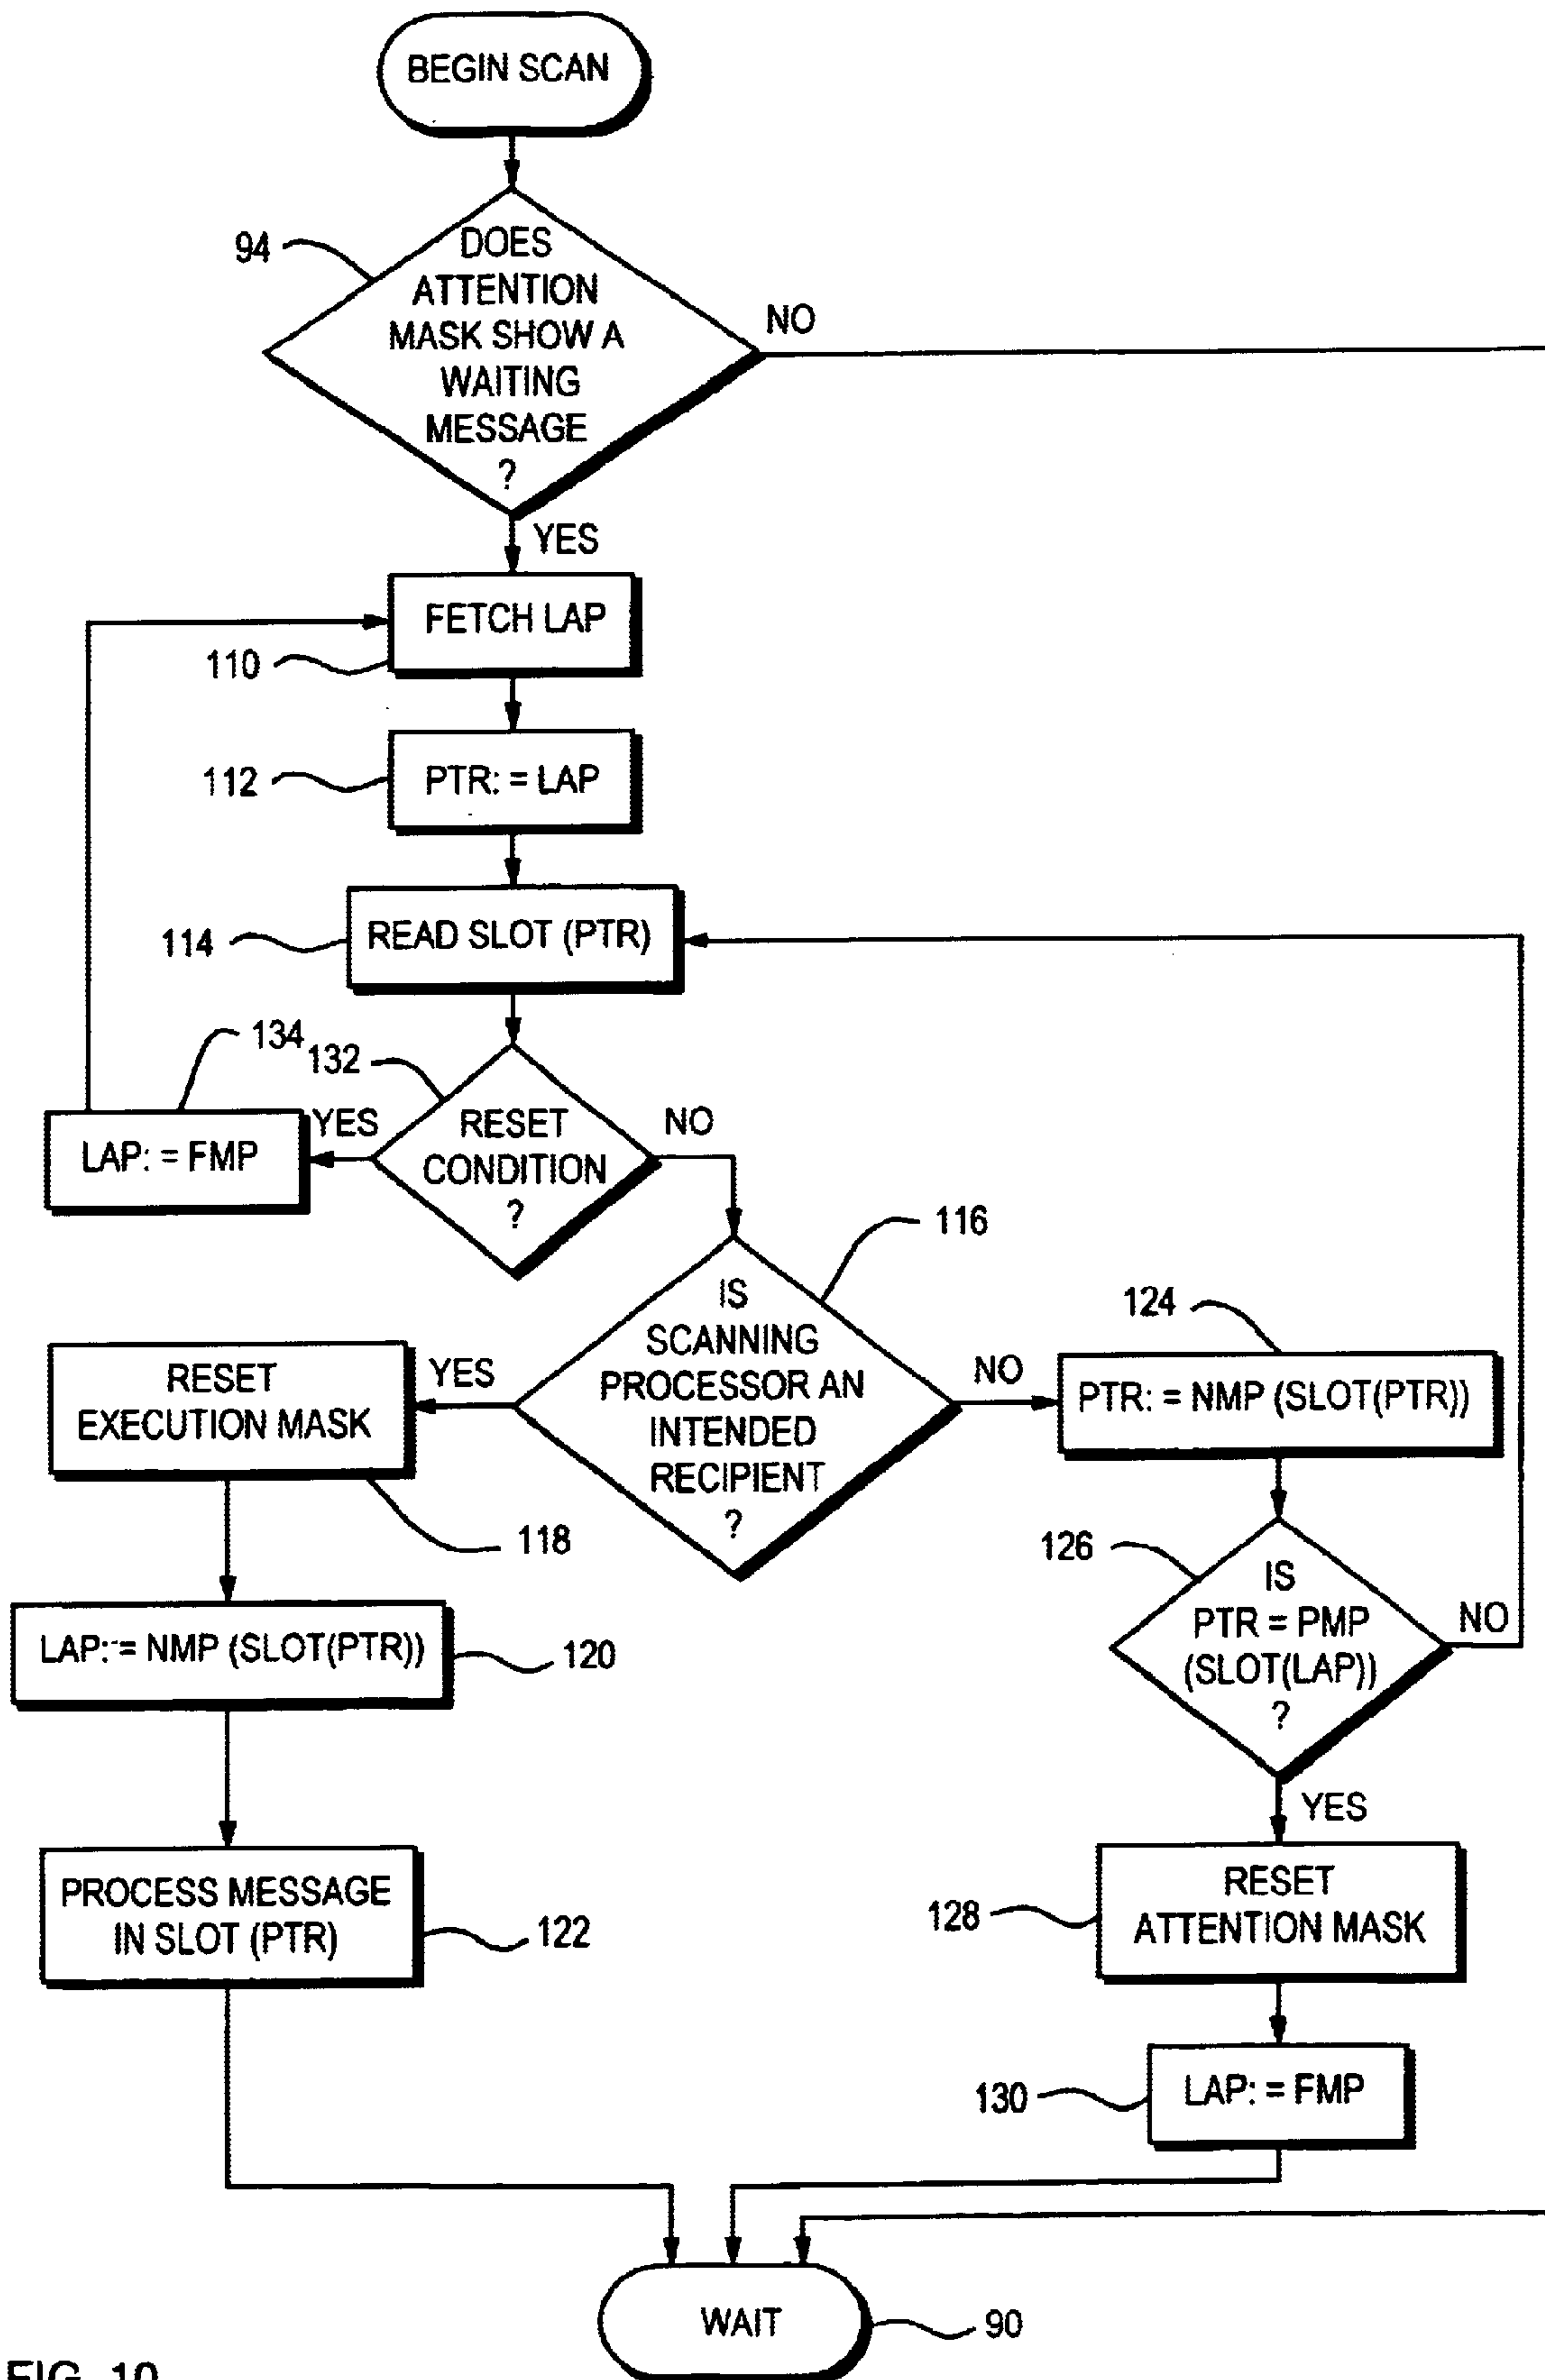 BEGIN SCAN
94
DOES
ATTENTION
MASK SHOW A
WAITING
MESSAGE
?
NO
YES
FETCH LAP
110
PTR: = LAP
112
READ SLOT (PTR)
114
134
132
LAP: = FMP
YES
RESET
CONDITION
?
NO
116
IS
SCANNING
PROCESSOR AN
INTENDED
RECIPIENT
?
YES
RESET
EXECUTION MASK
118
NO
124
PTR: = NMP (SLOT(PTR))
126
IS
PTR = PMP
(SLOT(LAP))
?
NO
LAP: = NMP (SLOT(PTR))
120
YES
PROCESS MESSAGE
IN SLOT (PTR)
122
RESET
ATTENTION MASK
128
LAP: = FMP
130
WAIT
90
FIG. 10